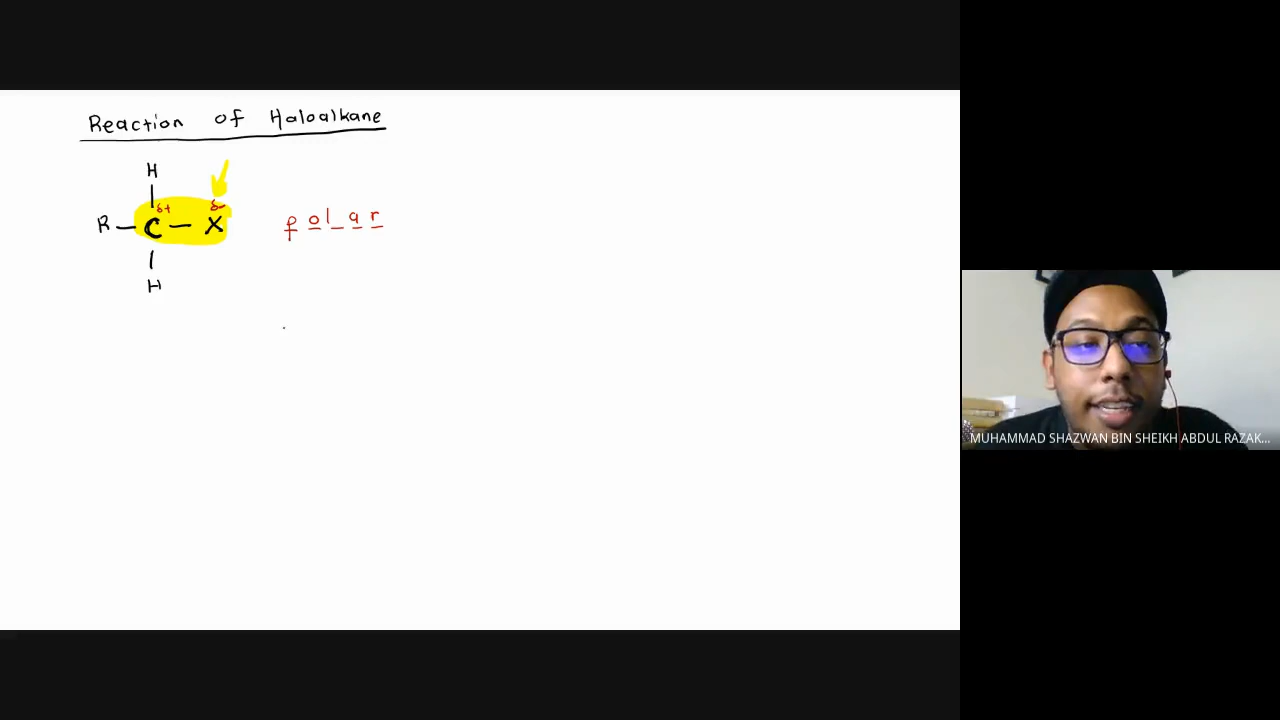 Reaction of Haloalkane
H
R - C δ+ - X δ-
H
polar
MUHAMMAD SHAZWAN BIN SHEIKH ABDUL RAZAK...